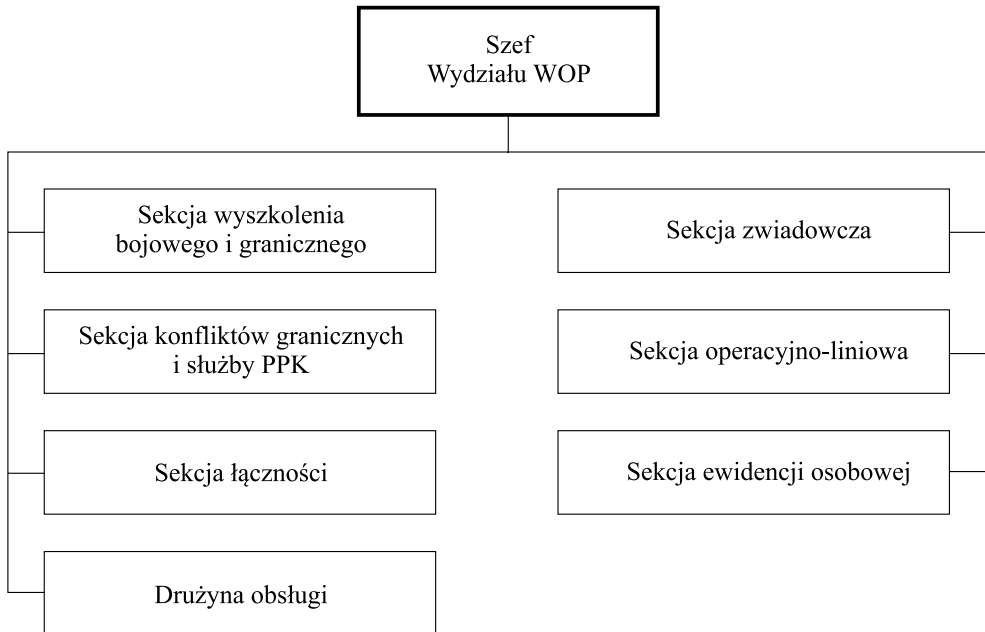 Szef
Wydziału WOP
Sekcja wyszkolenia
bojowego i granicznego
Sekcja zwiadowcza
Sekcja konfliktów granicznych
i służby PPK
Sekcja operacyjno-liniowa
Sekcja łączności
Sekcja ewidencji osobowej
Drużyna obsługi